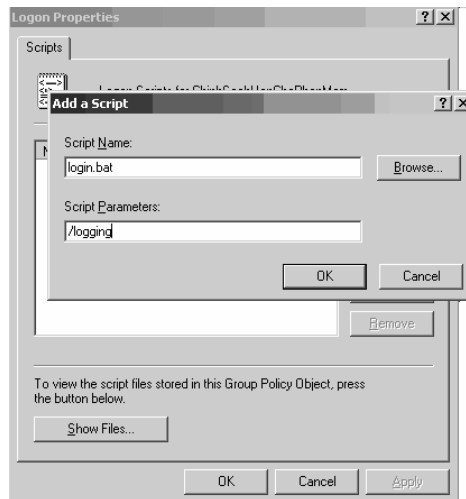 Logon Properties
Scripts
Add a Script
Script Name:
login.bat
Browse...
Script Parameters:
/logging
OK
Cancel
Remove
To view the script files stored in this Group Policy Object, press
the button below.
Show Files...
OK
Cancel
Apply